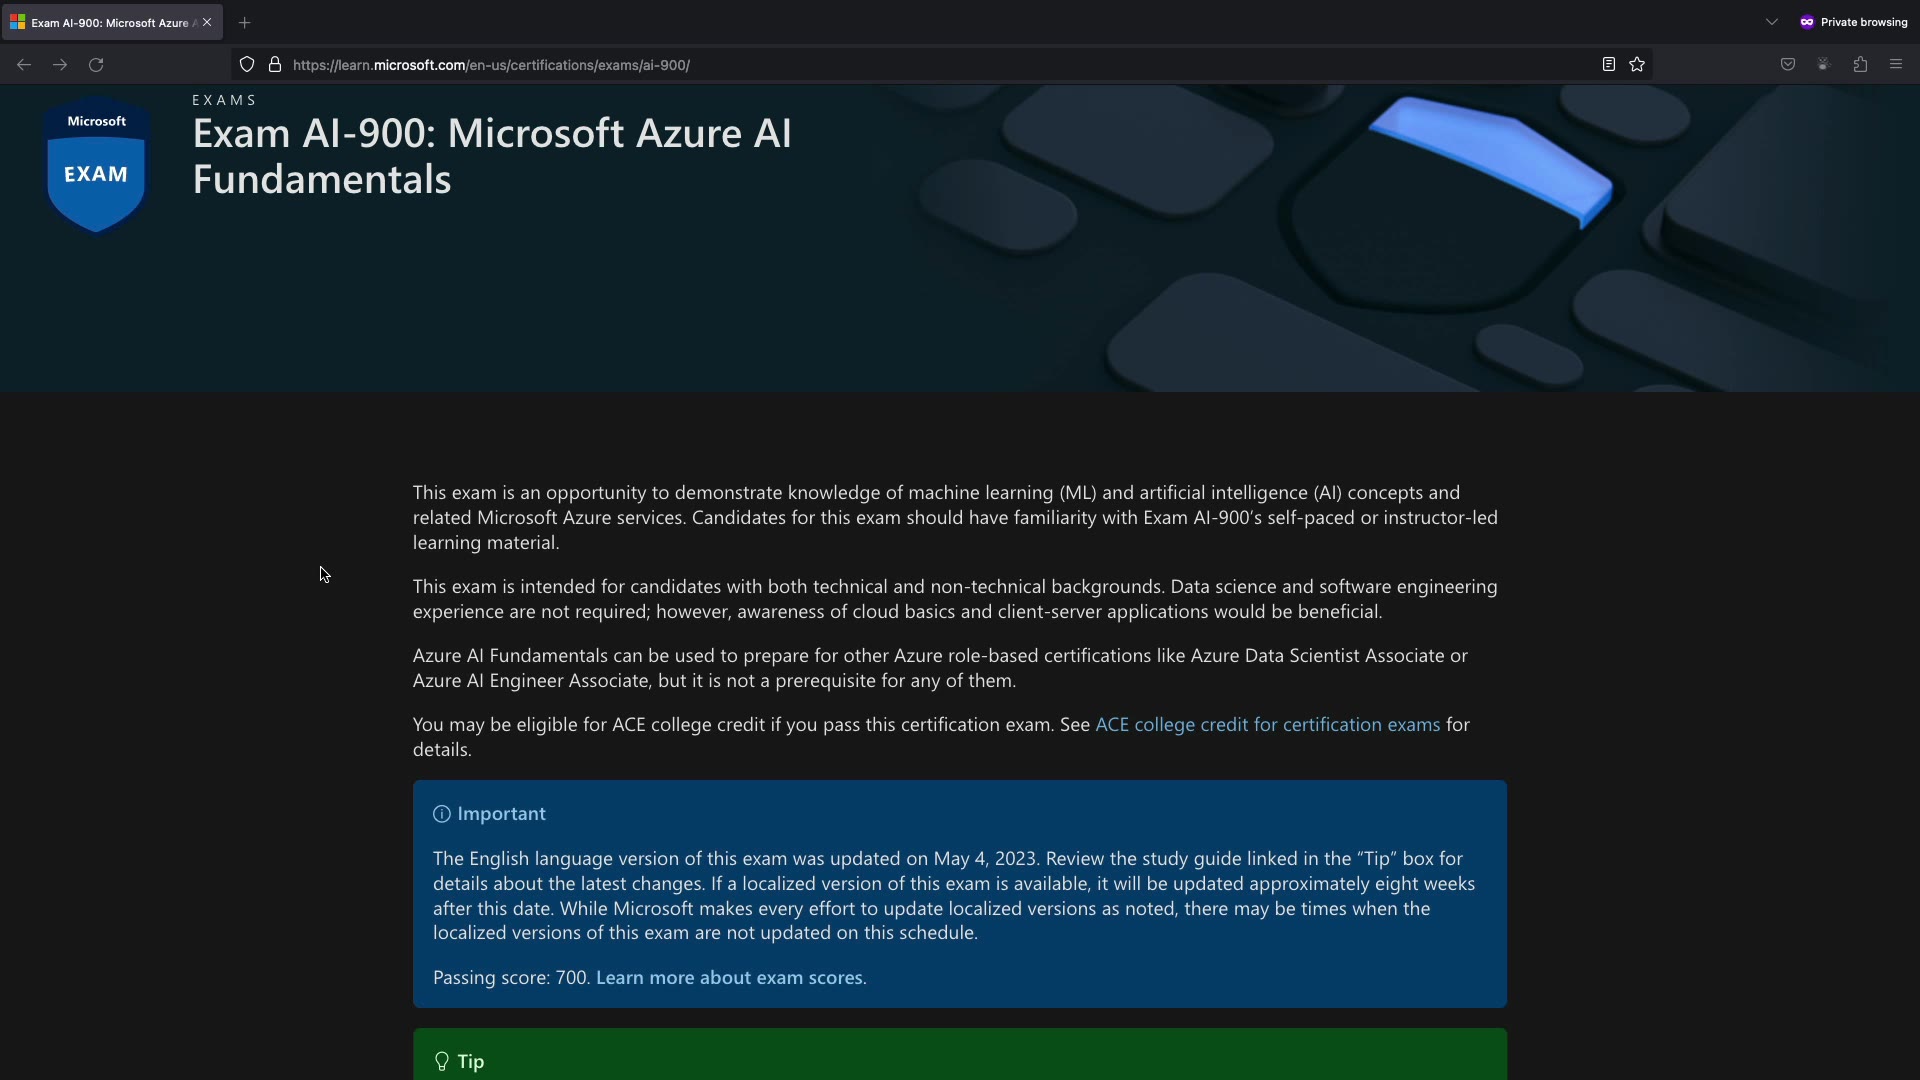 Exam AI-900: Microsoft Azure
Private browsing
https://learn.microsoft.com/en-us/certifications/exams/ai-900/
Microsoft
EXAM
EXAMS
Exam AI-900: Microsoft Azure AI
Fundamentals
This exam is an opportunity to demonstrate knowledge of machine learning (ML) and artificial intelligence (AI) concepts and
related Microsoft Azure services. Candidates for this exam should have familiarity with Exam AI-900’s self-paced or instructor-led
learning material.
This exam is intended for candidates with both technical and non-technical backgrounds. Data science and software engineering
experience are not required; however, awareness of cloud basics and client-server applications would be beneficial.
Azure AI Fundamentals can be used to prepare for other Azure role-based certifications like Azure Data Scientist Associate or
Azure AI Engineer Associate, but it is not a prerequisite for any of them.
You may be eligible for ACE college credit if you pass this certification exam. See ACE college credit for certification exams for
details.
Important
The English language version of this exam was updated on May 4, 2023. Review the study guide linked in the “Tip” box for
details about the latest changes. If a localized version of this exam is available, it will be updated approximately eight weeks
after this date. While Microsoft makes every effort to update localized versions as noted, there may be times when the
localized versions of this exam are not updated on this schedule.
Passing score: 700. Learn more about exam scores.
Tip